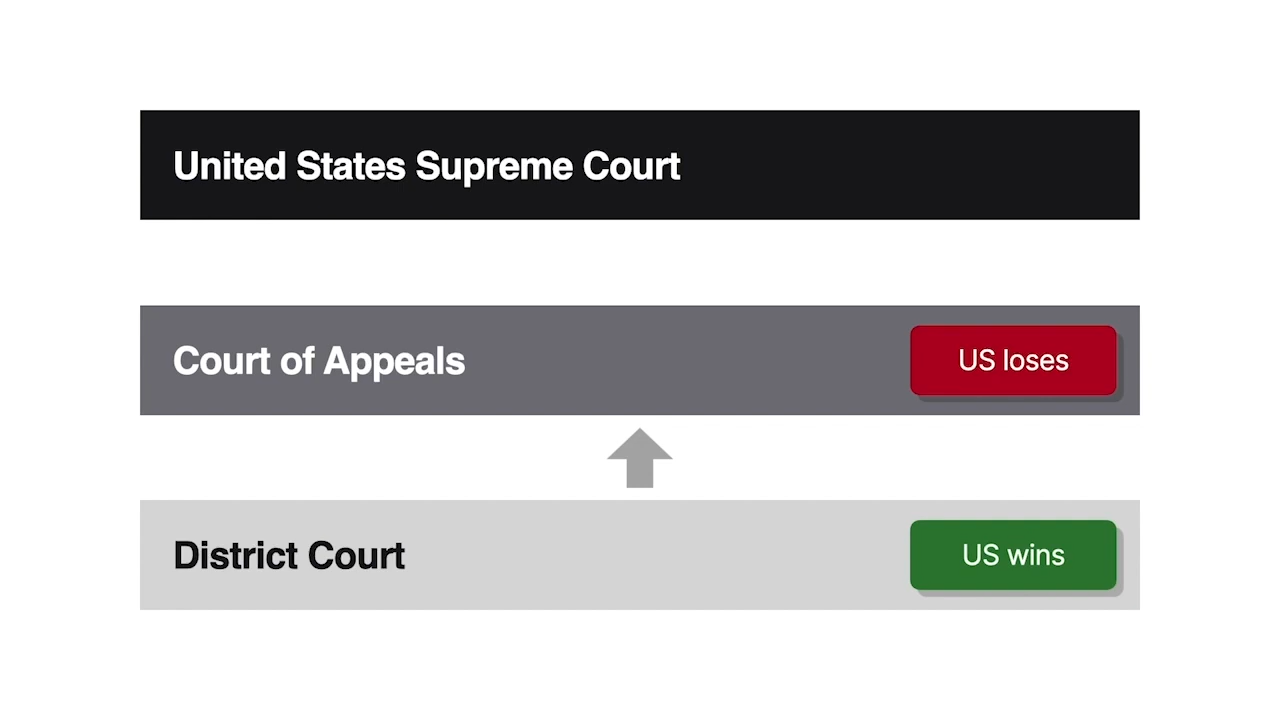 United States Supreme Court
Court of Appeals
US loses
District Court
US wins